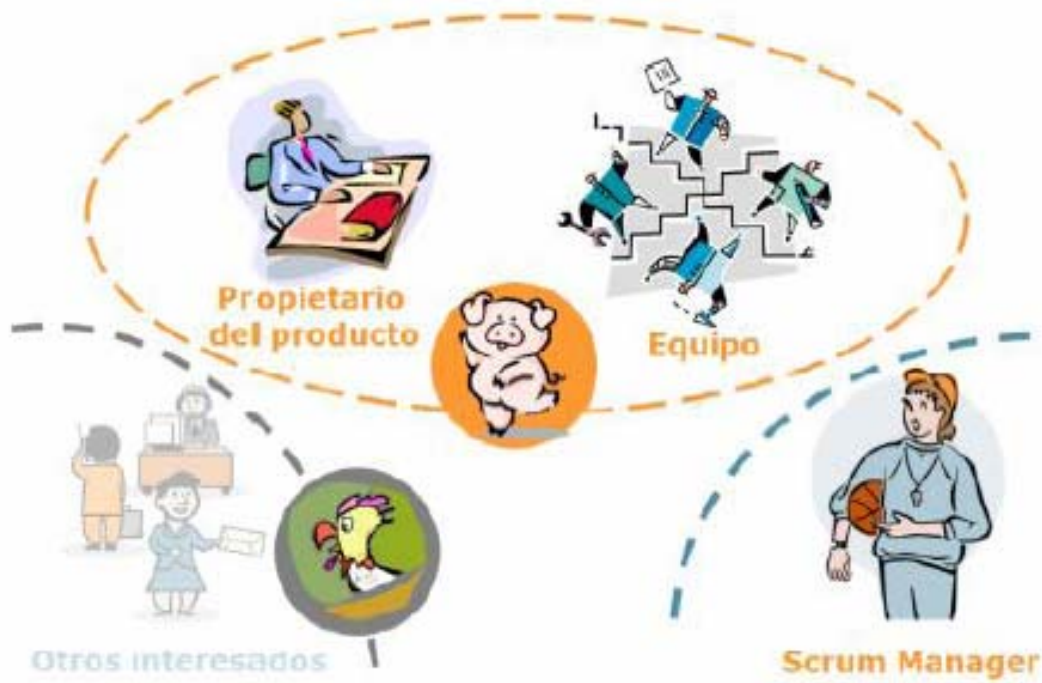 Propietario
del producto
Equipo
Otros interesados
Scrum Manager